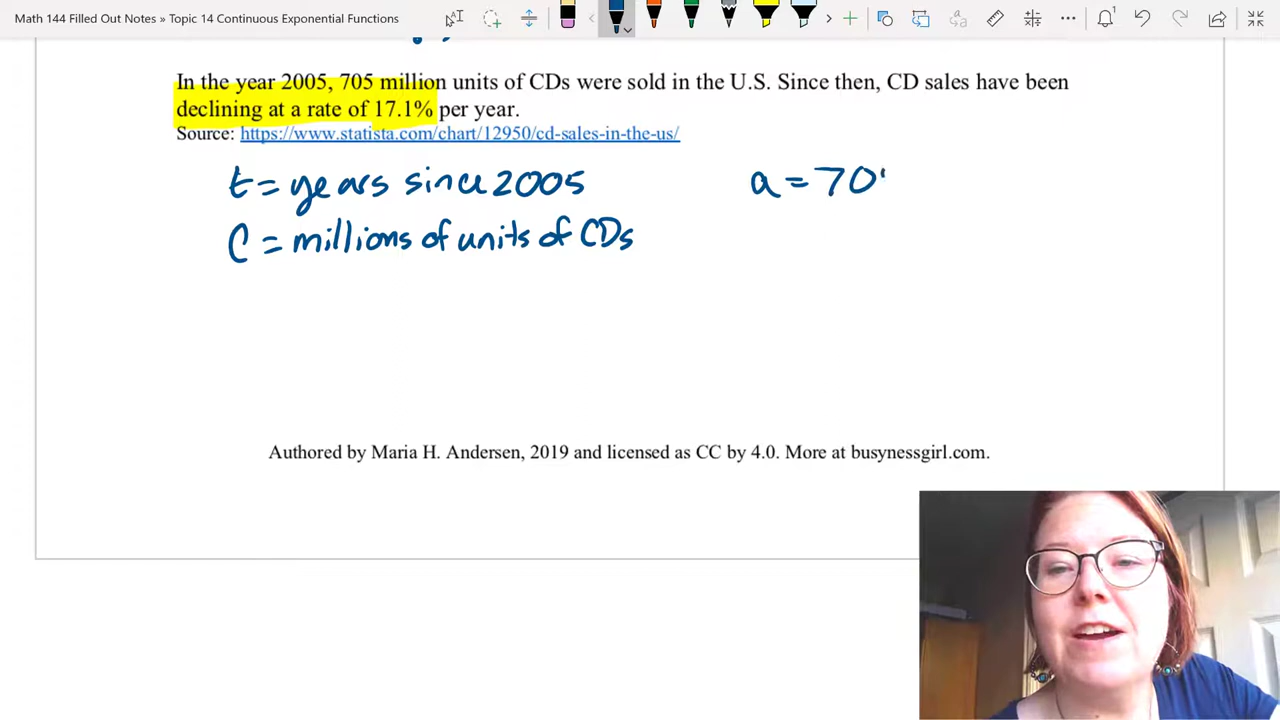 Math 144 Filled Out Notes » Topic 14 Continuous Exponential Functions
In the year 2005, 705 million units of CDs were sold in the U.S. Since then, CD sales have been
declining at a rate of 17.1% per year.
Source: https://www.statista.com/chart/12950/cd-sales-in-the-us/
t = years since 2005
a = 70
C = millions of units of CDs
Authored by Maria H. Andersen, 2019 and licensed as CC by 4.0. More at busynessgirl.com.